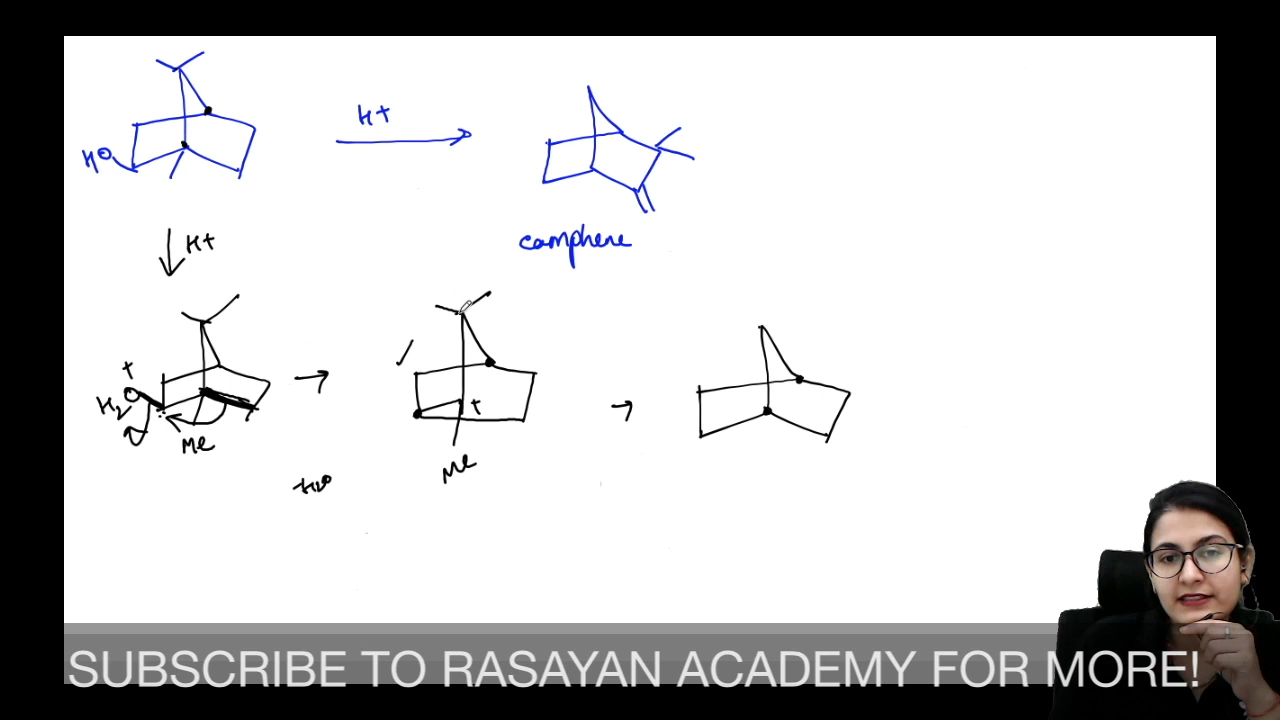 H+
HO
camphene
H+
+
H₂O
Me
+
Me
SUBSCRIBE TO RASAYAN ACADEMY FOR MORE!